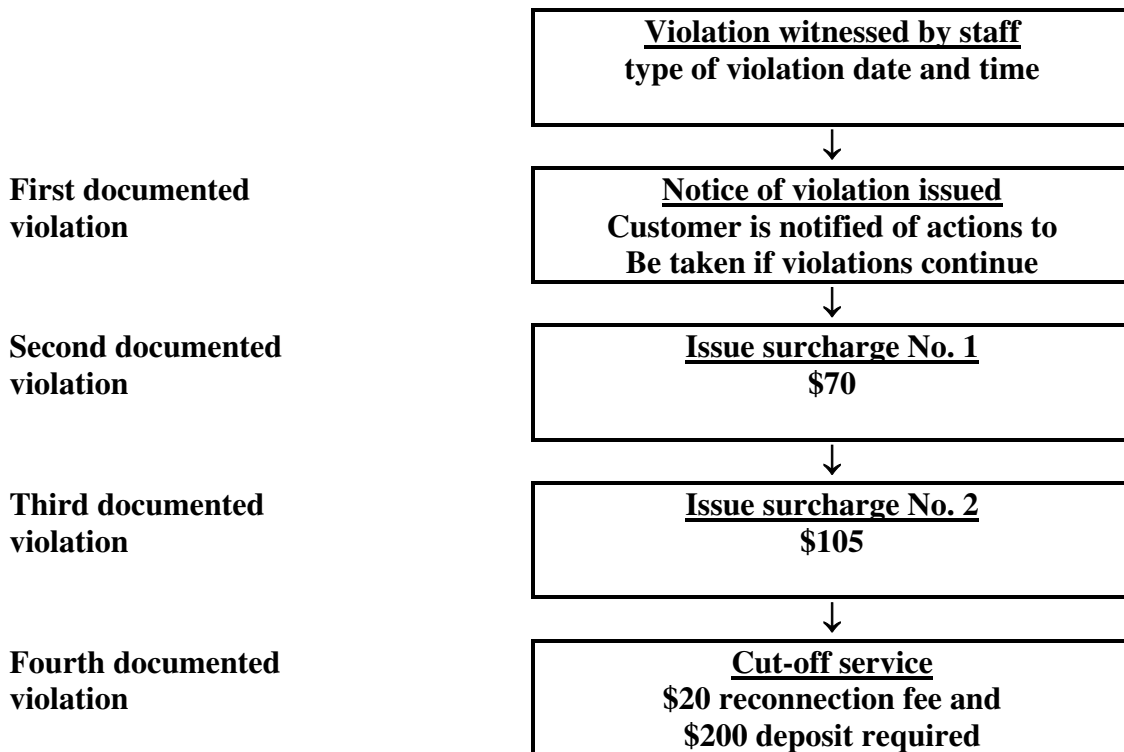 Violation witnessed by staff
type of violation date and time
↓
First documented
violation
Notice of violation issued
Customer is notified of actions to
Be taken if violations continue
↓
Second documented
violation
Issue surcharge No. 1
$70
↓
Third documented
violation
Issue surcharge No. 2
$105
↓
Fourth documented
violation
Cut-off service
$20 reconnection fee and
$200 deposit required